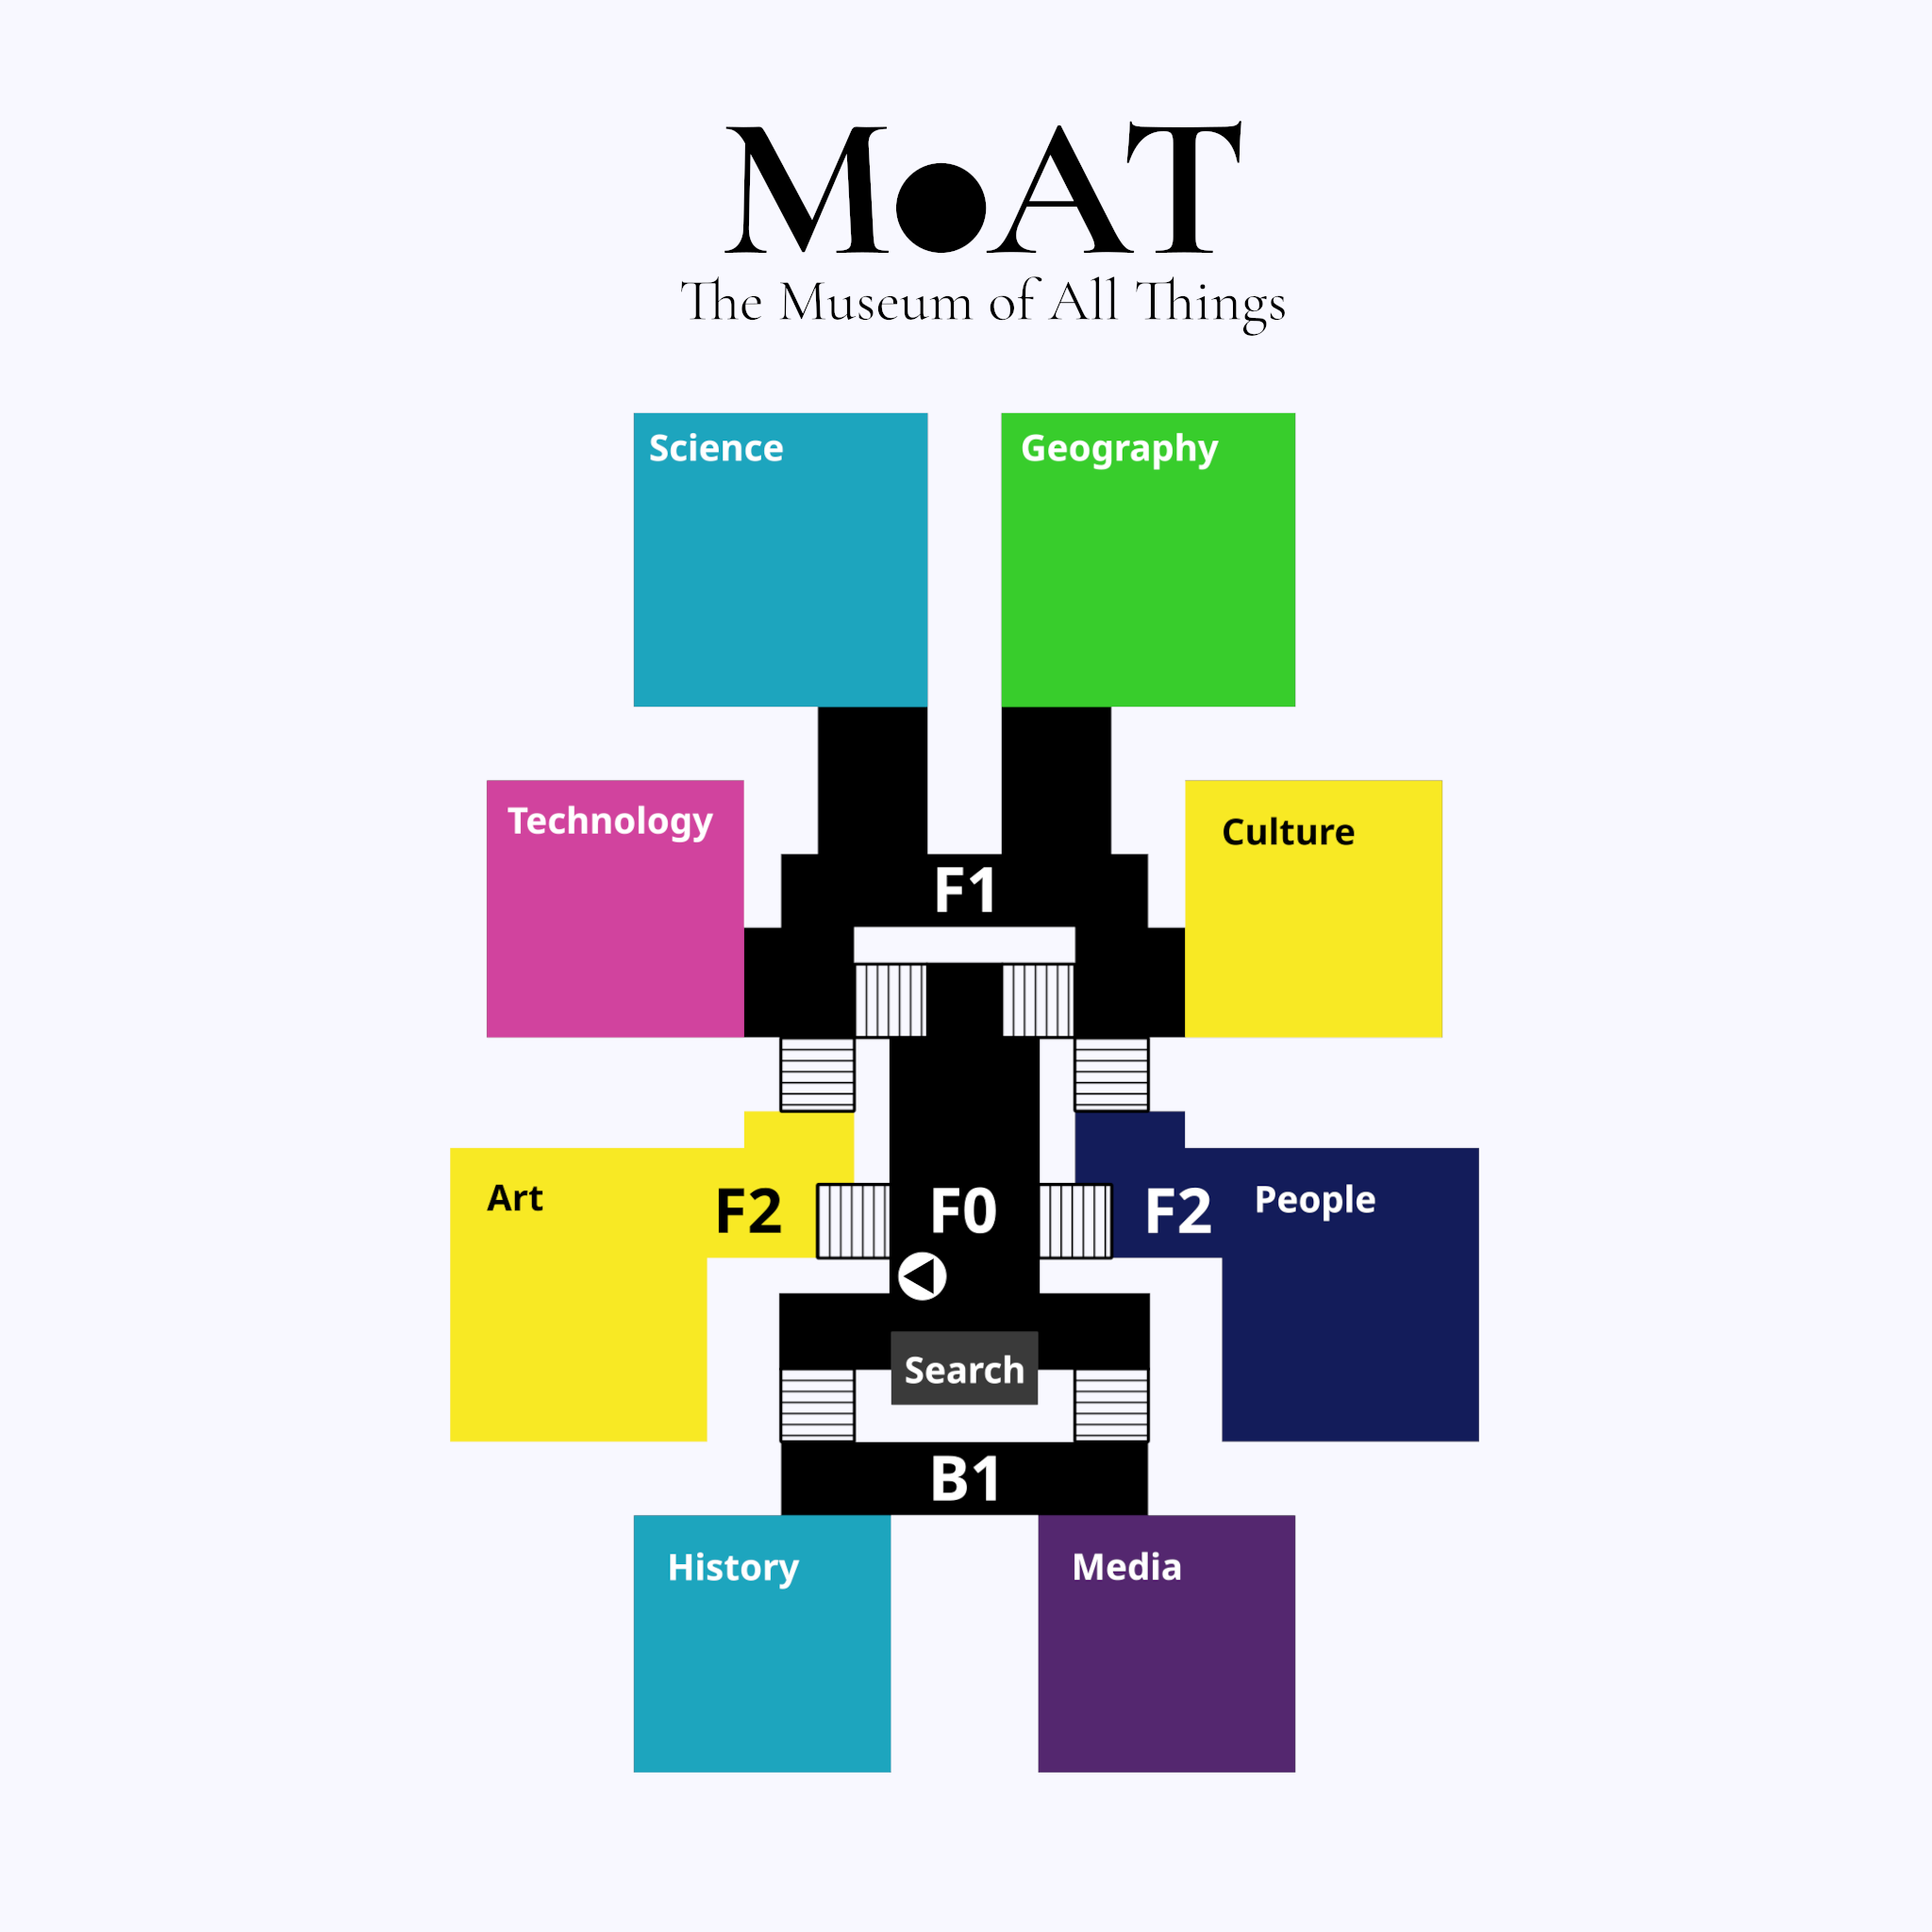 M●AT
The Museum of All Things
Science
Geography
Technology
Culture
F1
Art
F2
F0
F2
People
Search
B1
History
Media